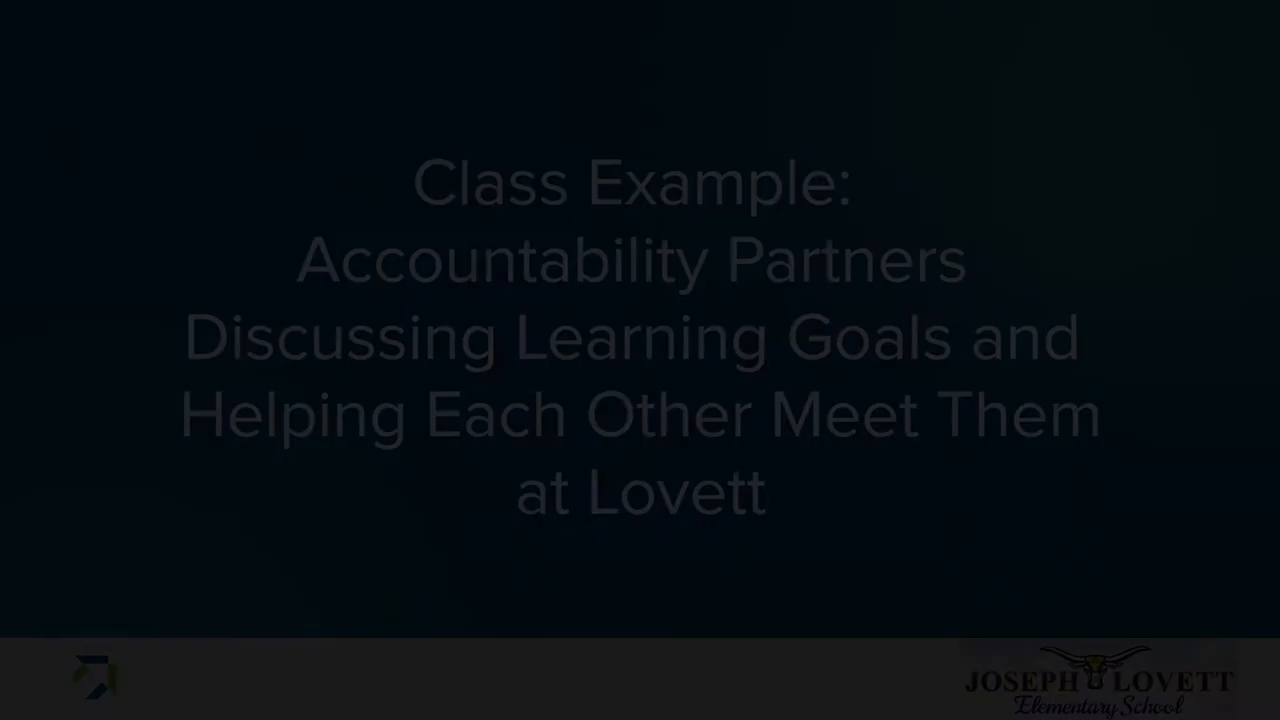 Class Example:
Accountability Partners
Discussing Learning Goals and
Helping Each Other Meet Them
at Lovett
JOSEPH LOVETT
Elementary School